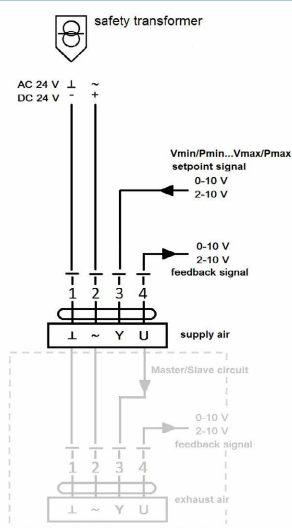 safety transformer
AC 24 V ⊥ ~
DC 24 V - +
Vmin/Pmin...Vmax/Pmax
setpoint signal
0-10 V
2-10 V
0-10 V
2-10 V
feedback signal
1 2 3 4
⊥ ~ Y U
supply air
Master/Slave circuit
0-10 V
2-10 V
feedback signal
1 2 3 4
exhaust air
⊥ ~ Y U